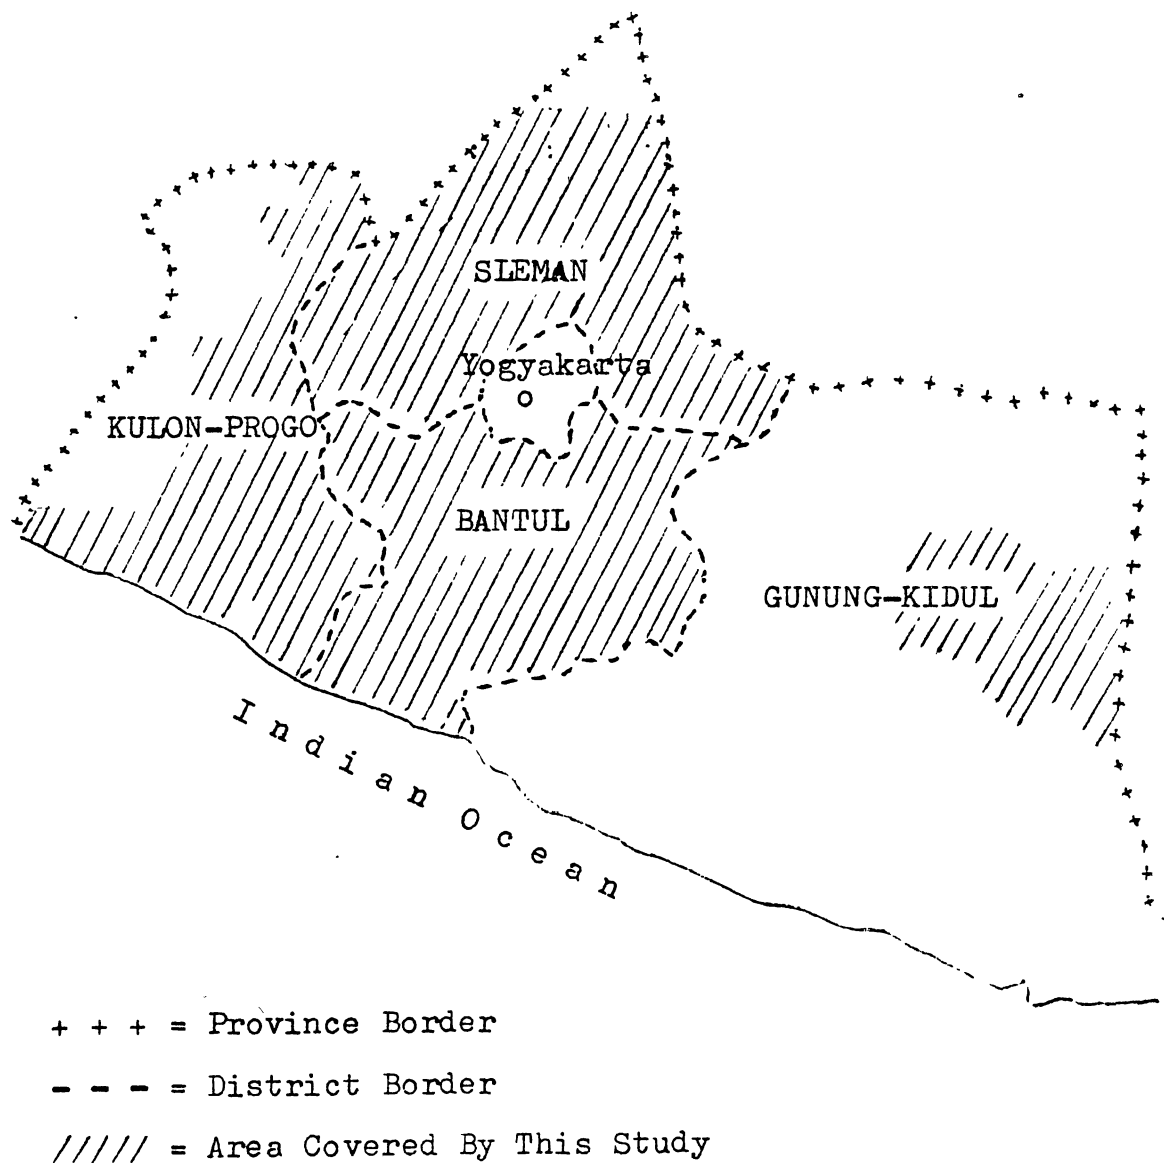 SLEMAN
Yogyakarta
KULON-PROGO
BANTUL
GUNUNG-KIDUL
Indian Ocean
+ + + = Province Border
- - - = District Border
///// = Area Covered By This Study